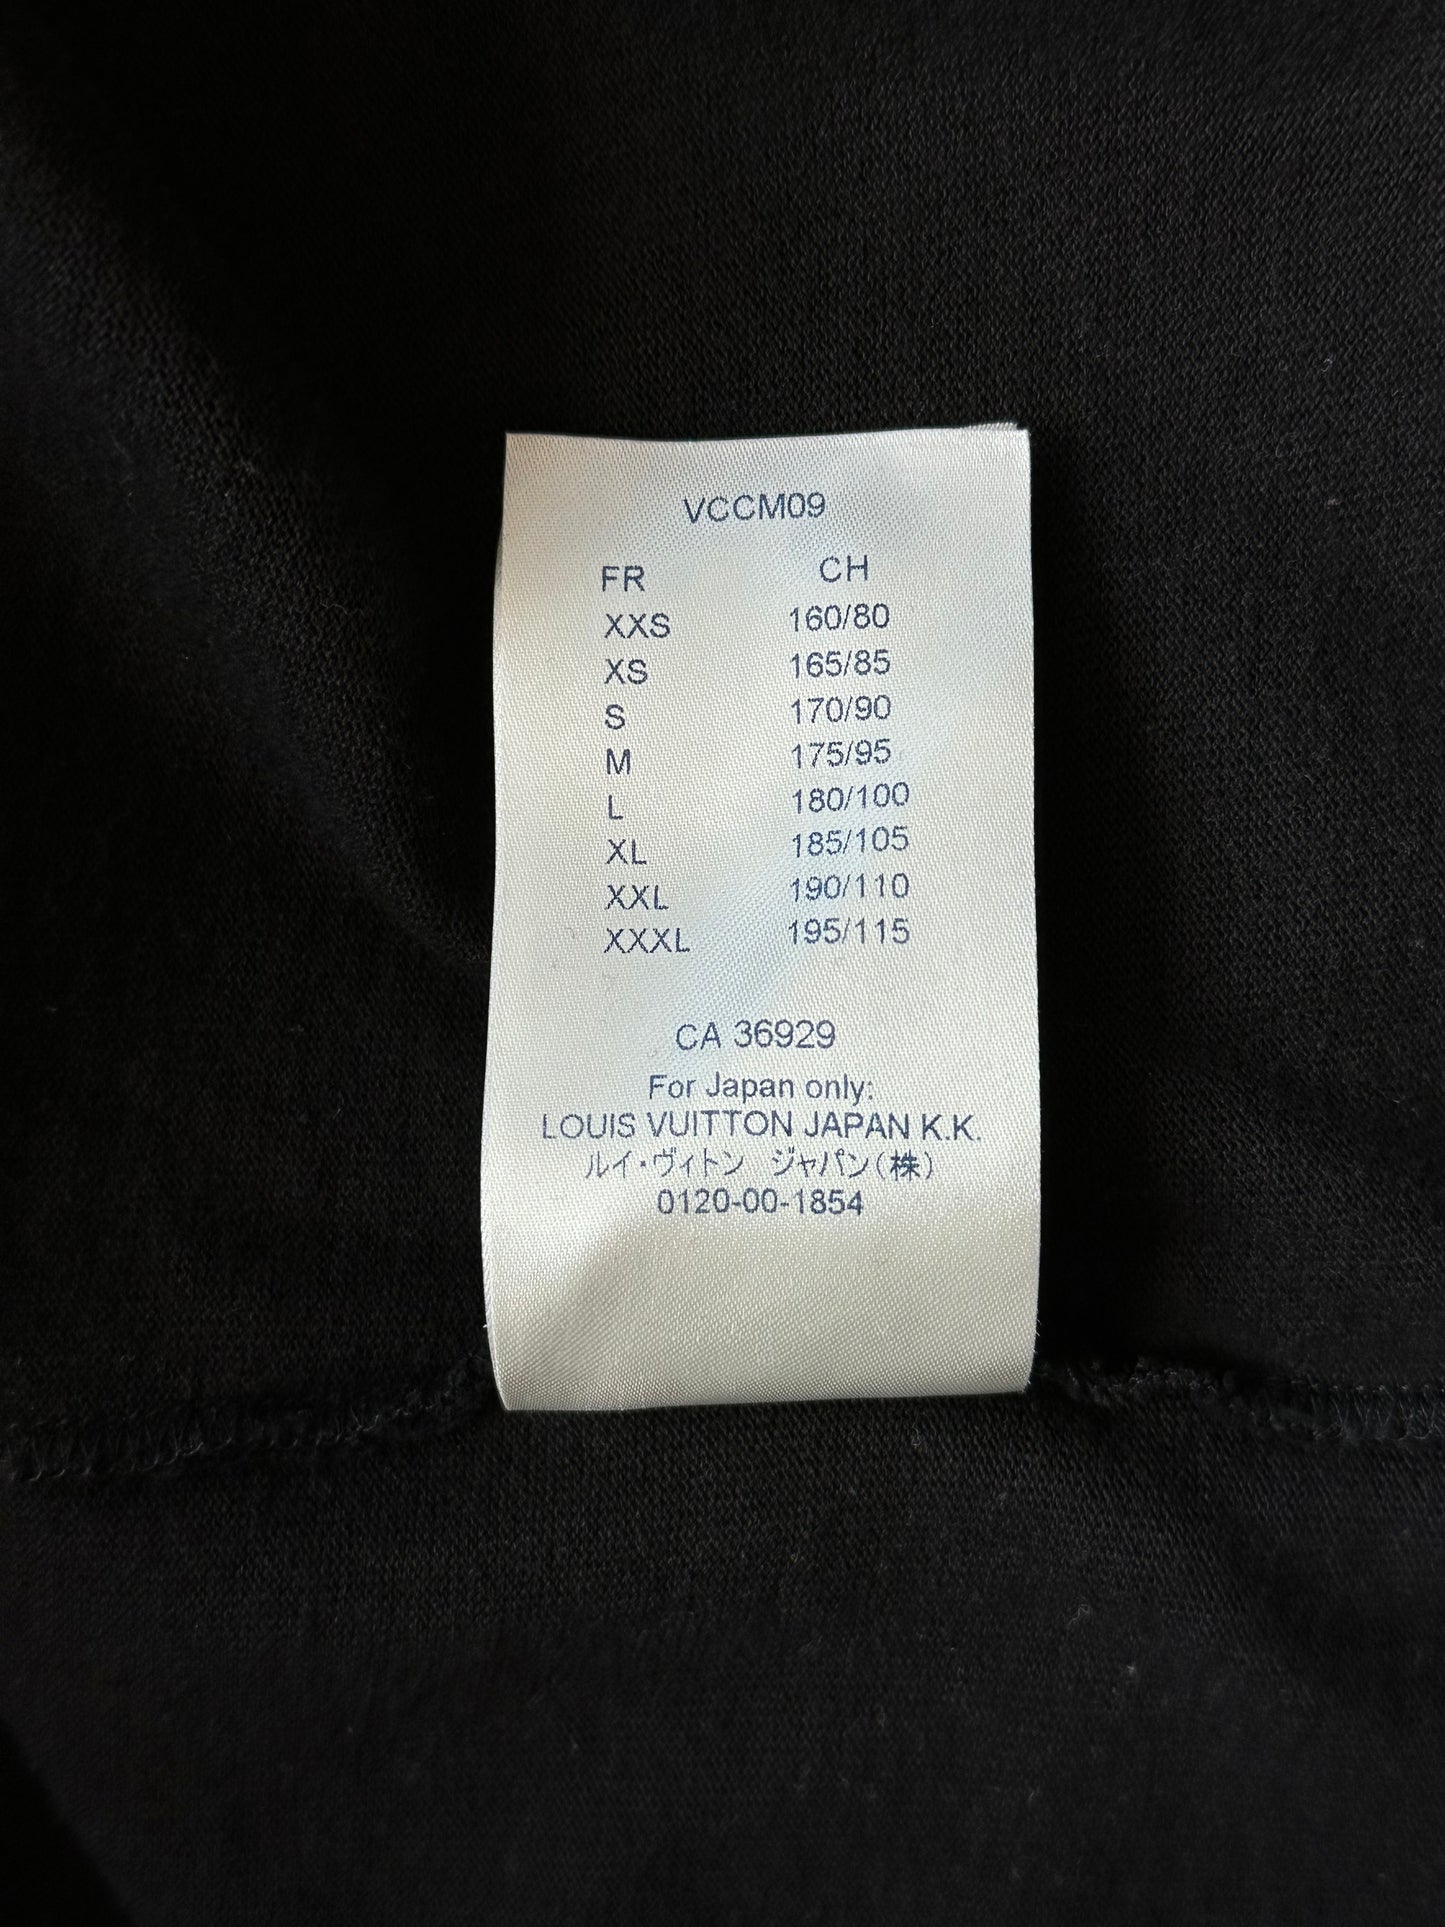 VCCM09
FR CH
XXS 160/80
XS 165/85
S 170/90
M 175/95
L 180/100
XL 185/105
XXL 190/110
XXXL 195/115
CA 36929
For Japan only:
LOUIS VUITTON JAPAN K.K.
ルイ・ヴィトン ジャパン(株)
0120-00-1854